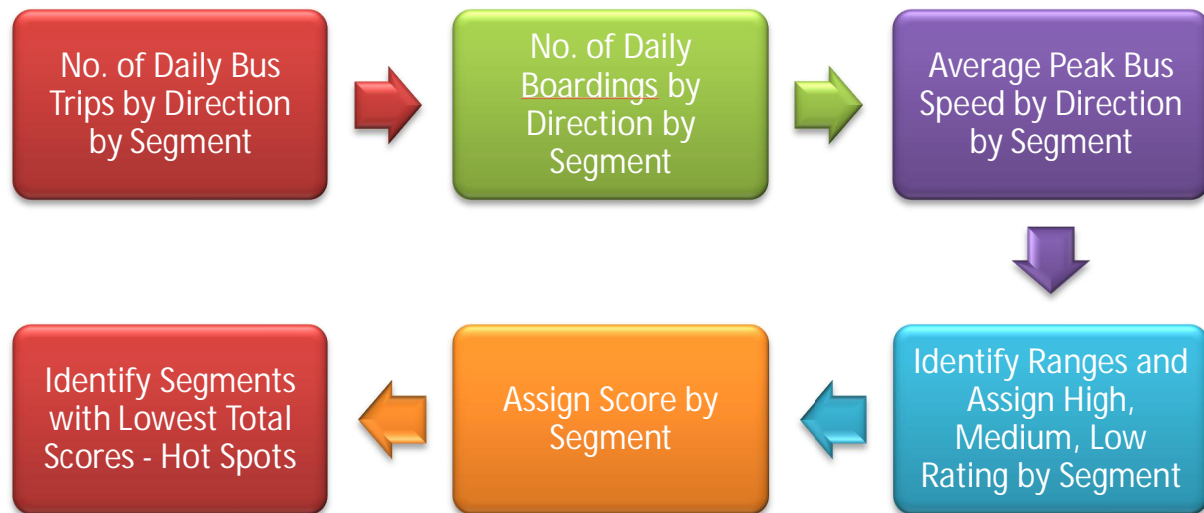 No. of Daily Bus
Trips by Direction
by Segment
No. of Daily
Boardings by
Direction by
Segment
Average Peak Bus
Speed by Direction
by Segment
Identify Ranges and
Assign High,
Medium, Low
Rating by Segment
Assign Score by
Segment
Identify Segments
with Lowest Total
Scores - Hot Spots